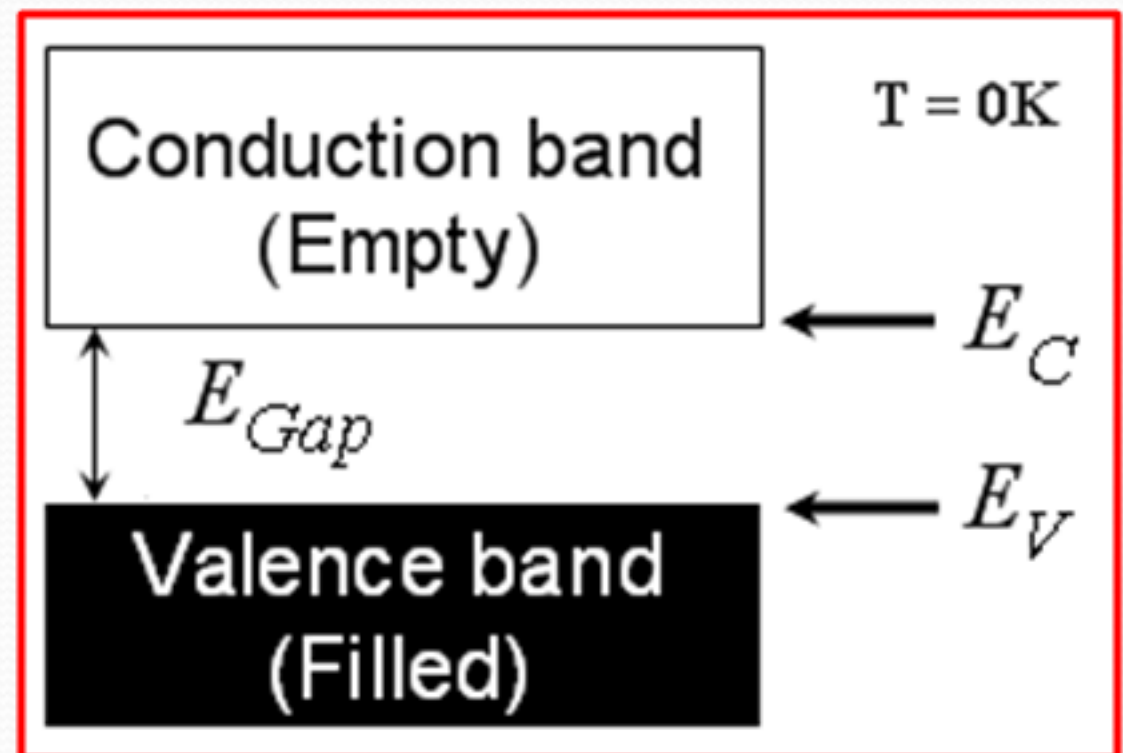 Conduction band
(Empty)
T = 0K
E_C
E_Gap
E_V
Valence band
(Filled)